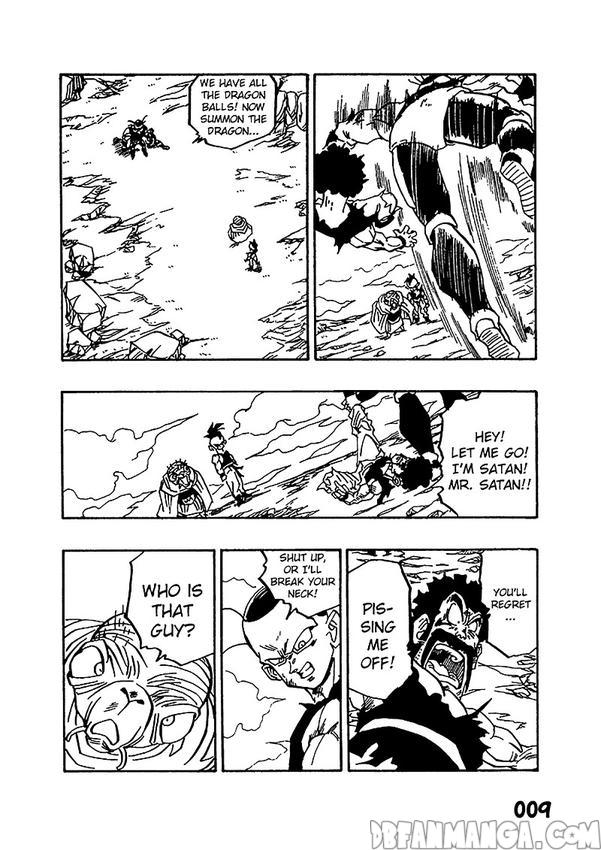 WE HAVE ALL
THE DRAGON
BALLS! NOW
SUMMON THE
DRAGON...
HEY!
LET ME GO!
I'M SATAN!
MR. SATAN!!
WHO IS
THAT
GUY?
SHUT UP,
OR I'LL
BREAK YOUR
NECK!
PIS-
SING
ME
OFF!
YOU'LL
REGRET
...
009
DBFANMANGA.COM